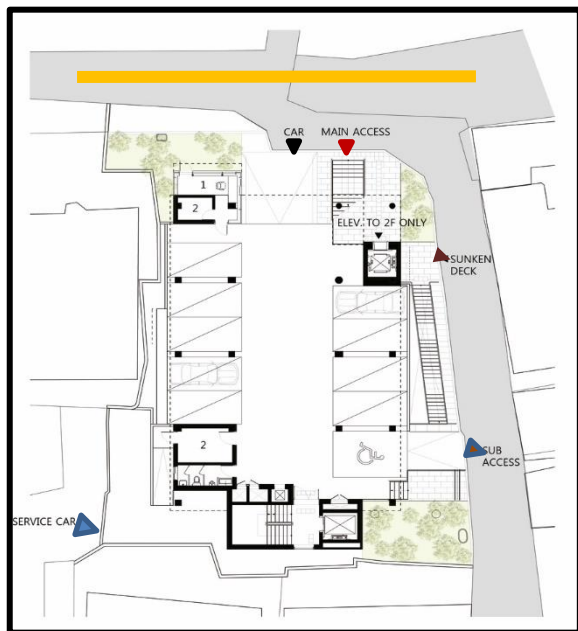 CAR
MAIN ACCESS
1
2
ELEV. TO 2F ONLY
SUNKEN
DECK
2
SUB
ACCESS
SERVICE CAR